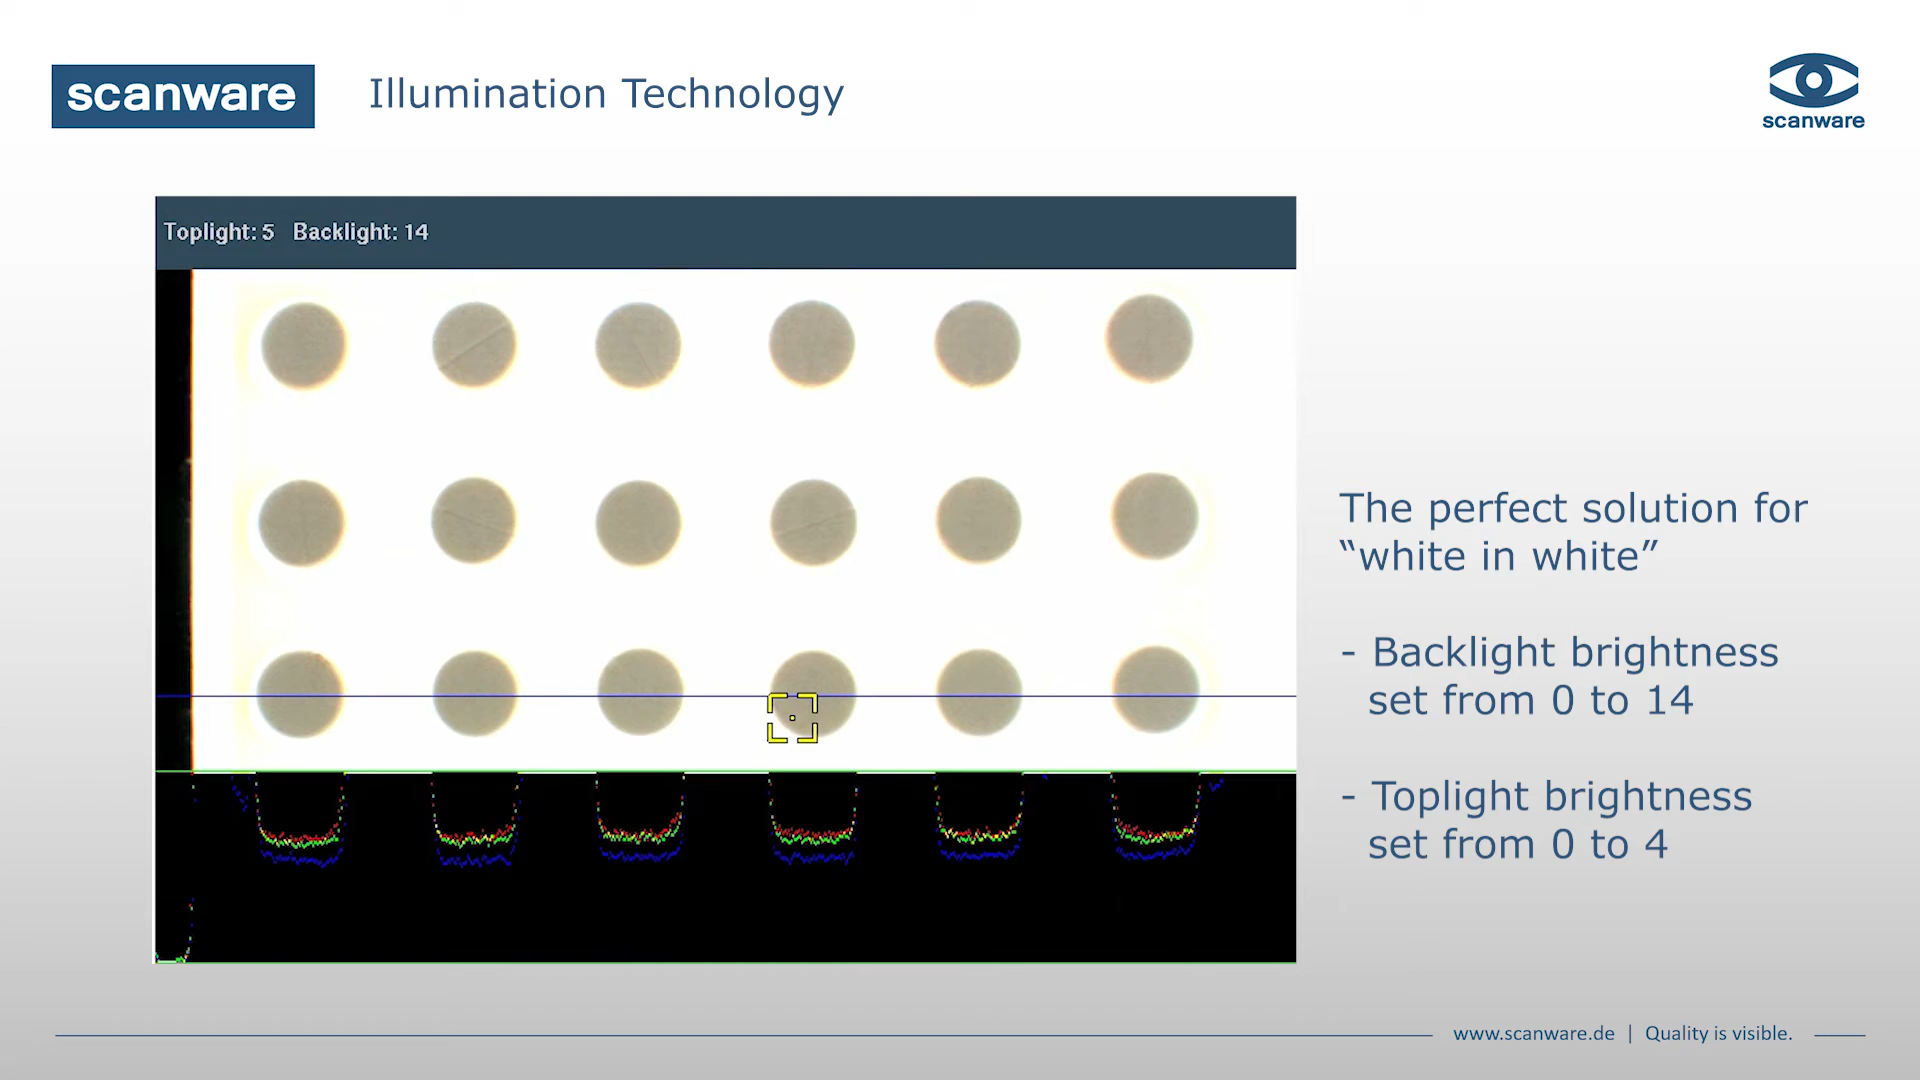 scanware
Illumination Technology
scanware
Toplight: 5 Backlight: 14
The perfect solution for
“white in white”
- Backlight brightness
set from 0 to 14
- Toplight brightness
set from 0 to 4
www.scanware.de | Quality is visible.